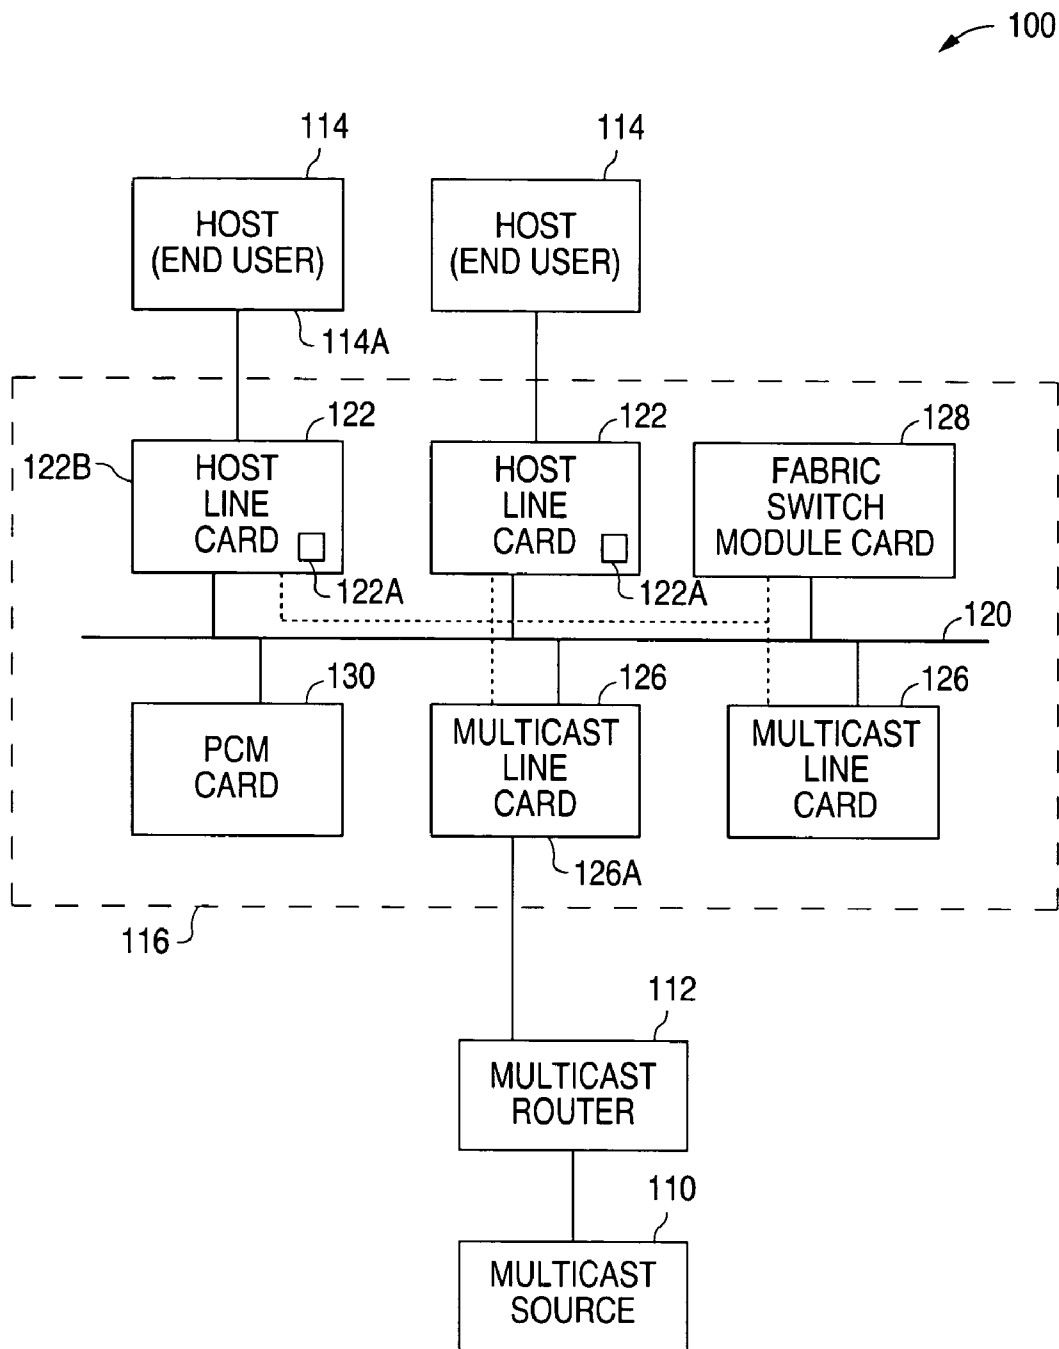 100
114
114
HOST
(END USER)
HOST
(END USER)
114A
122
122
128
122B
HOST
LINE
CARD
HOST
LINE
CARD
FABRIC
SWITCH
MODULE CARD
122A
122A
120
130
126
126
PCM
CARD
MULTICAST
LINE
CARD
MULTICAST
LINE
CARD
126A
116
112
MULTICAST
ROUTER
110
MULTICAST
SOURCE